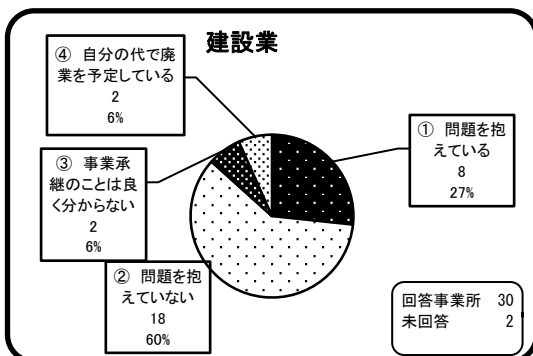 建設業
④ 自分の代で廃
業を予定している
2
6%
① 問題を抱
えている
8
27%
③ 事業承
継のことは良
く分からない
2
6%
② 問題を抱
えていない
18
60%
回答事業所 30
未回答 2